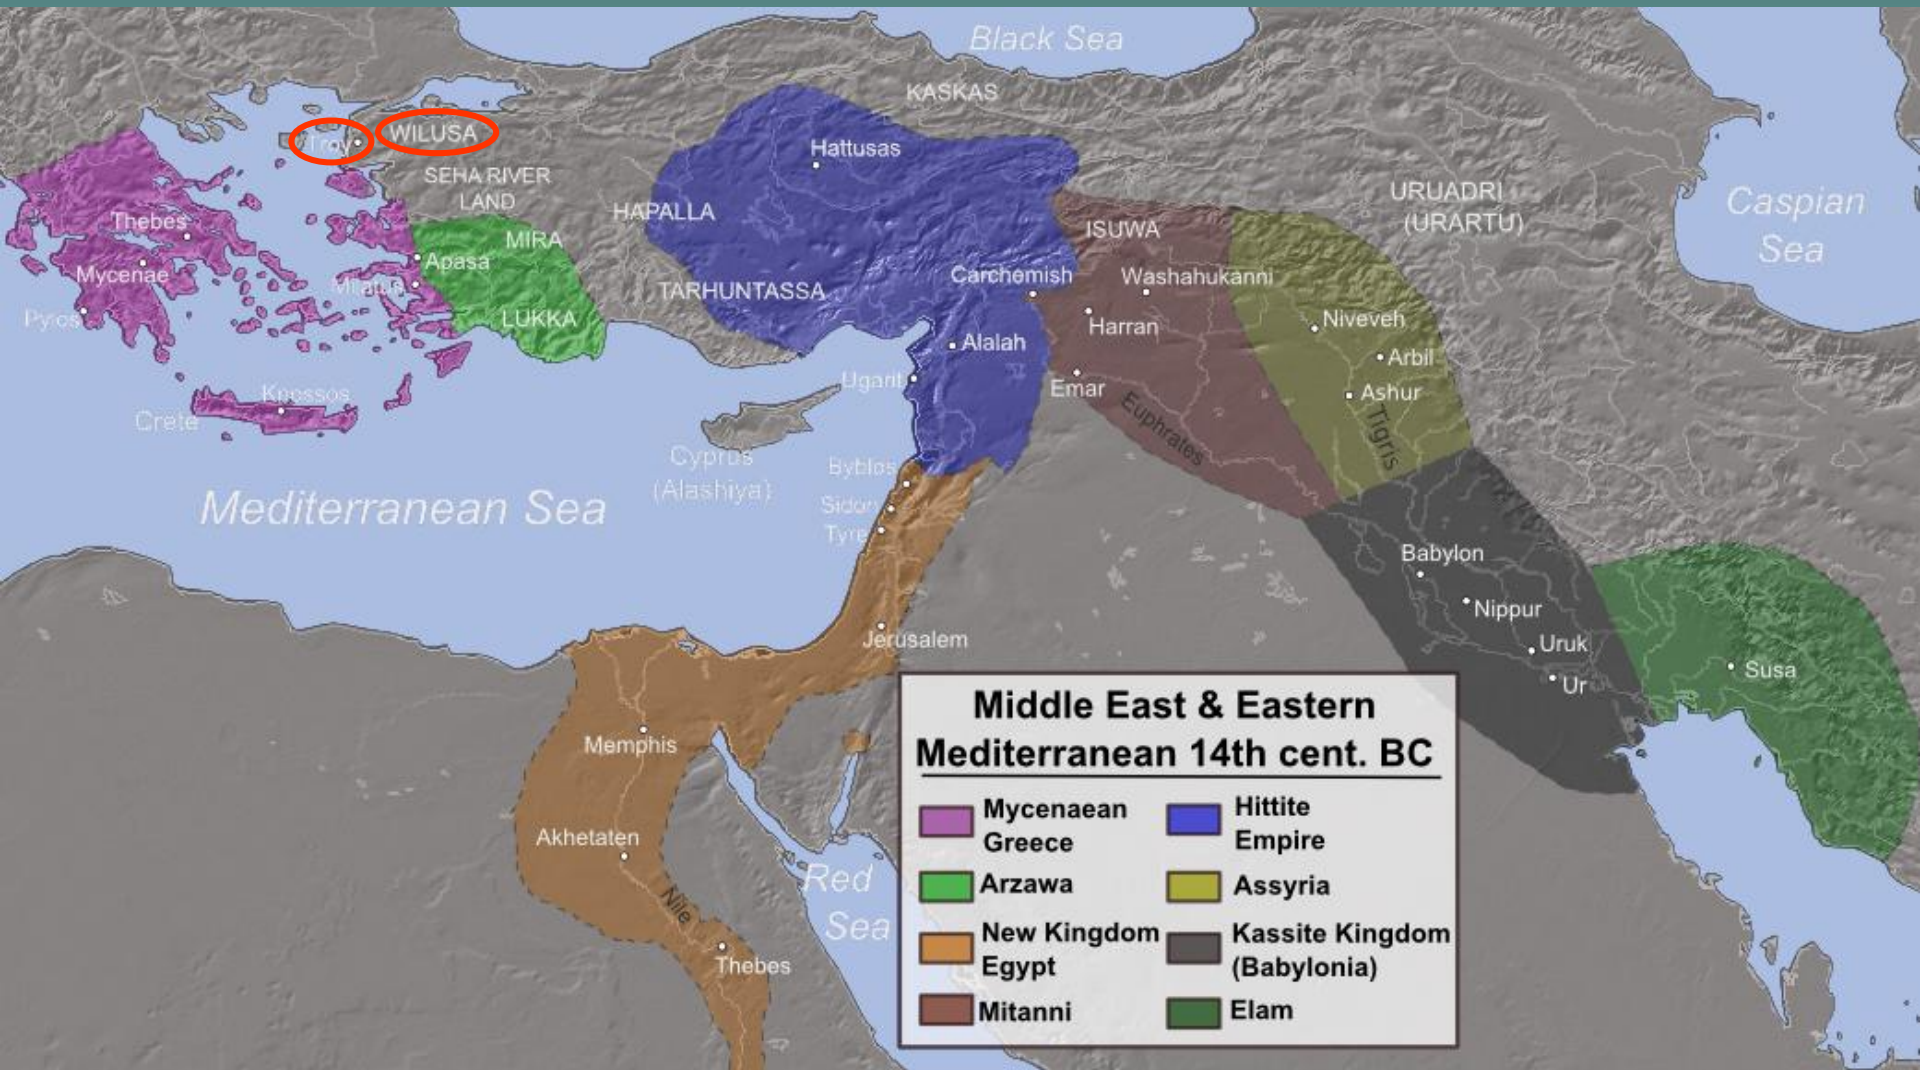 Black Sea
KASKAS
Troy
WILUSA
Hattusas
SEHA RIVER
LAND
URUADRI
(URARTU)
Caspian
Sea
Thebes
HAPALLA
MIRA
ISUWA
Apasa
Mycenae
Carchemish
Washahukanni
Milatus
TARHUNTASSA
Pylos
LUKKA
Harran
Niveveh
Alalah
Arbil
Ugarit
Emar
Ashur
Knossos
Crete
Euphrates
Tigris
Cyprus
(Alashiya)
Byblos
Mediterranean Sea
Sidon
Tyre
Babylon
Nippur
Jerusalem
Uruk
Ur
Susa
Memphis
Akhetaten
Nile
Red
Sea
Thebes
Middle East & Eastern
Mediterranean 14th cent. BC
Mycenaean
Greece
Hittite
Empire
Arzawa
Assyria
New Kingdom
Egypt
Kassite Kingdom
(Babylonia)
Mitanni
Elam